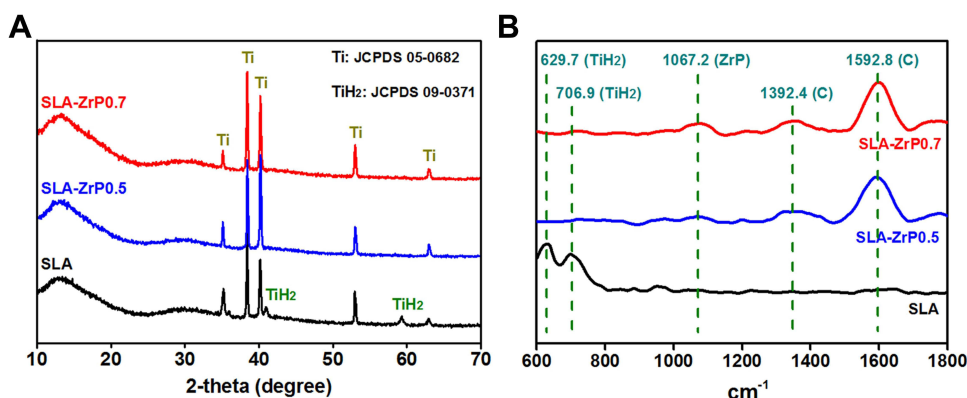 A
Ti
Ti
Ti: JCPDS 05-0682
TiH2: JCPDS 09-0371
SLA-ZrP0.7
Ti
Ti
Ti
SLA-ZrP0.5
SLA
TiH2
TiH2
10 20 30 40 50 60 70
2-theta (degree)
B
629.7 (TiH2) 1067.2 (ZrP) 1592.8 (C)
706.9 (TiH2) 1392.4 (C)
SLA-ZrP0.7
SLA-ZrP0.5
SLA
600 800 1000 1200 1400 1600 1800
cm-1